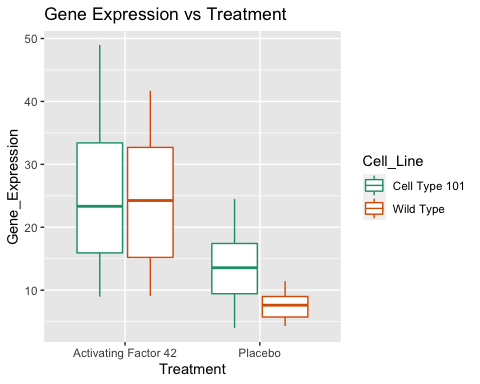 Gene Expression vs Treatment
50
40
30
20
10
Gene_Expression
Activating Factor 42
Placebo
Treatment
Cell_Line
Cell Type 101
Wild Type